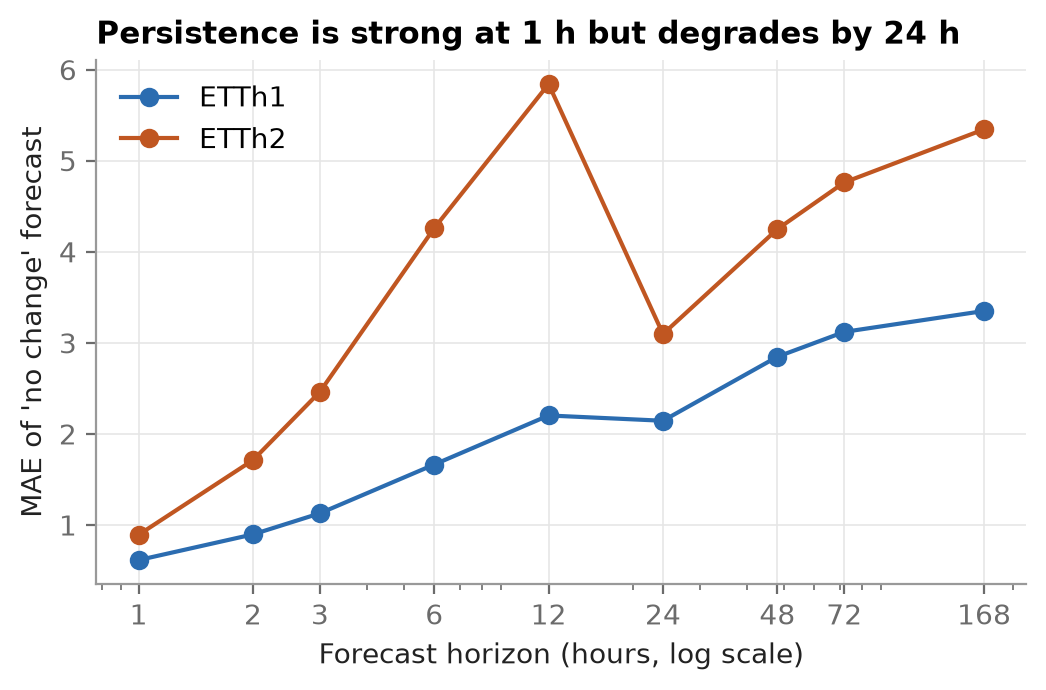 Persistence is strong at 1 h but degrades by 24 h
ETTh1
ETTh2
MAE of 'no change' forecast
6
5
4
3
2
1
1 2 3 6 12 24 48 72 168
Forecast horizon (hours, log scale)